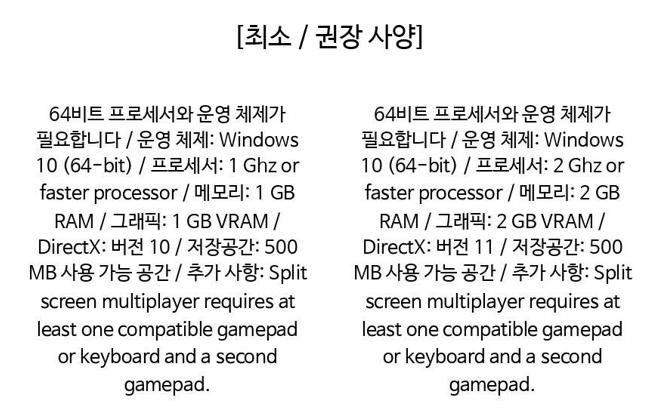 [최소 / 권장 사양]
64비트 프로세서와 운영 체제가
필요합니다 / 운영 체제: Windows
10 (64-bit) / 프로세서: 1 Ghz or
faster processor / 메모리: 1 GB
RAM / 그래픽: 1 GB VRAM /
DirectX: 버전 10 / 저장공간: 500
MB 사용 가능 공간 / 추가 사항: Split
screen multiplayer requires at
least one compatible gamepad
or keyboard and a second
gamepad.
64비트 프로세서와 운영 체제가
필요합니다 / 운영 체제: Windows
10 (64-bit) / 프로세서: 2 Ghz or
faster processor / 메모리: 2 GB
RAM / 그래픽: 2 GB VRAM /
DirectX: 버전 11 / 저장공간: 500
MB 사용 가능 공간 / 추가 사항: Split
screen multiplayer requires at
least one compatible gamepad
or keyboard and a second
gamepad.